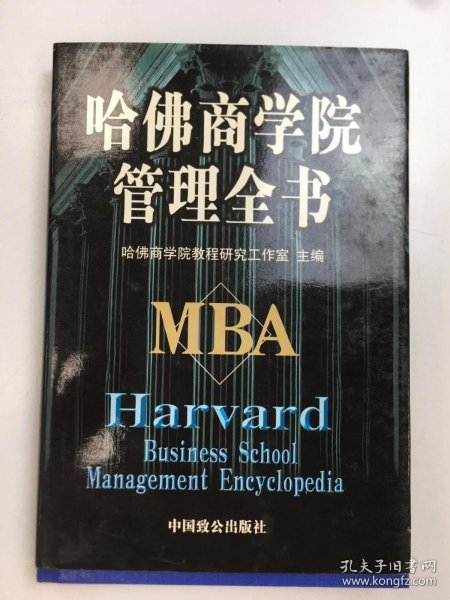 哈佛商学院
管理全书
哈佛商学院教程研究工作室 主编
MBA
Harvard
Business School
Management Encyclopedia
中国致公出版社
孔夫子旧书网
www.kongfz.com